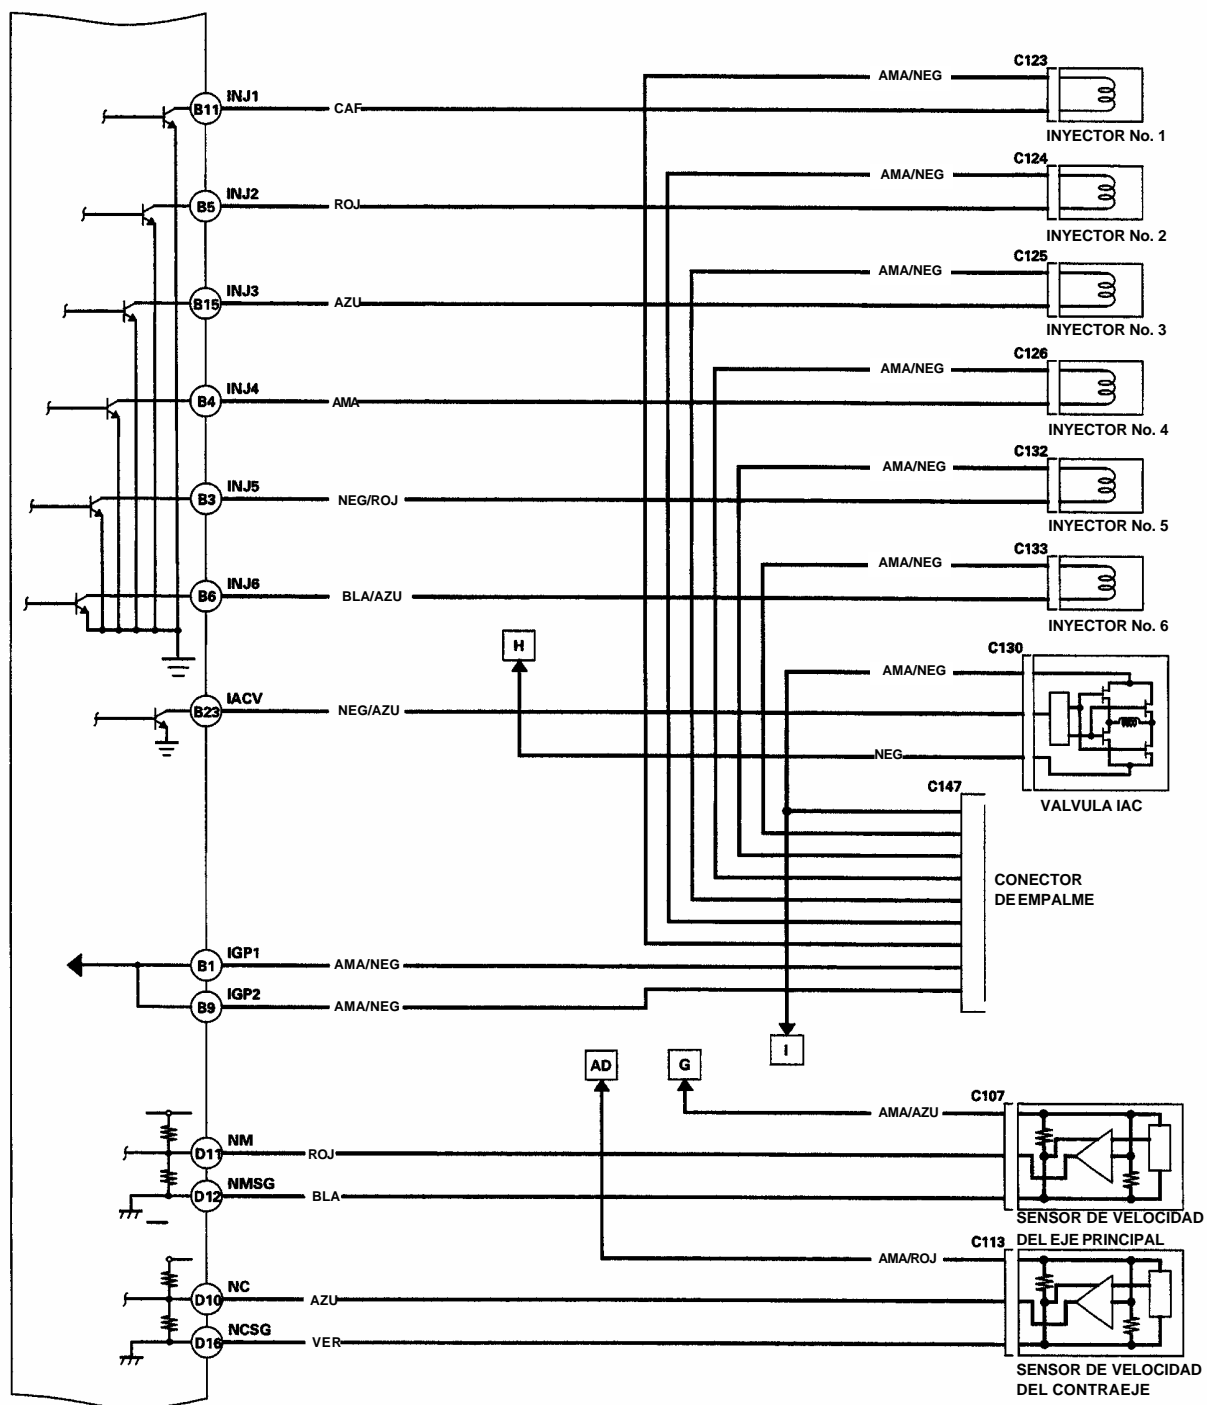 C123
AMA/NEG
INJ1
B11
CAF
INYECTOR No. 1
C124
AMA/NEG
INJ2
B5
ROJ
INYECTOR No. 2
C125
AMA/NEG
INJ3
B15
AZU
INYECTOR No. 3
C126
AMA/NEG
INJ4
B4
AMA
INYECTOR No. 4
C132
AMA/NEG
INJ5
B3
NEG/ROJ
INYECTOR No. 5
C133
AMA/NEG
INJ6
B6
BLA/AZU
INYECTOR No. 6
H
C130
AMA/NEG
IACV
B23
NEG/AZU
NEG
VALVULA IAC
C147
CONECTOR
DE EMPALME
IGP1
B1
AMA/NEG
IGP2
B9
AMA/NEG
I
AD
G
C107
AMA/AZU
NM
D11
ROJ
NMSG
D12
BLA
SENSOR DE VELOCIDAD
DEL EJE PRINCIPAL
C113
AMA/ROJ
NC
D10
AZU
NCSG
D16
VER
SENSOR DE VELOCIDAD
DEL CONTRAEJE